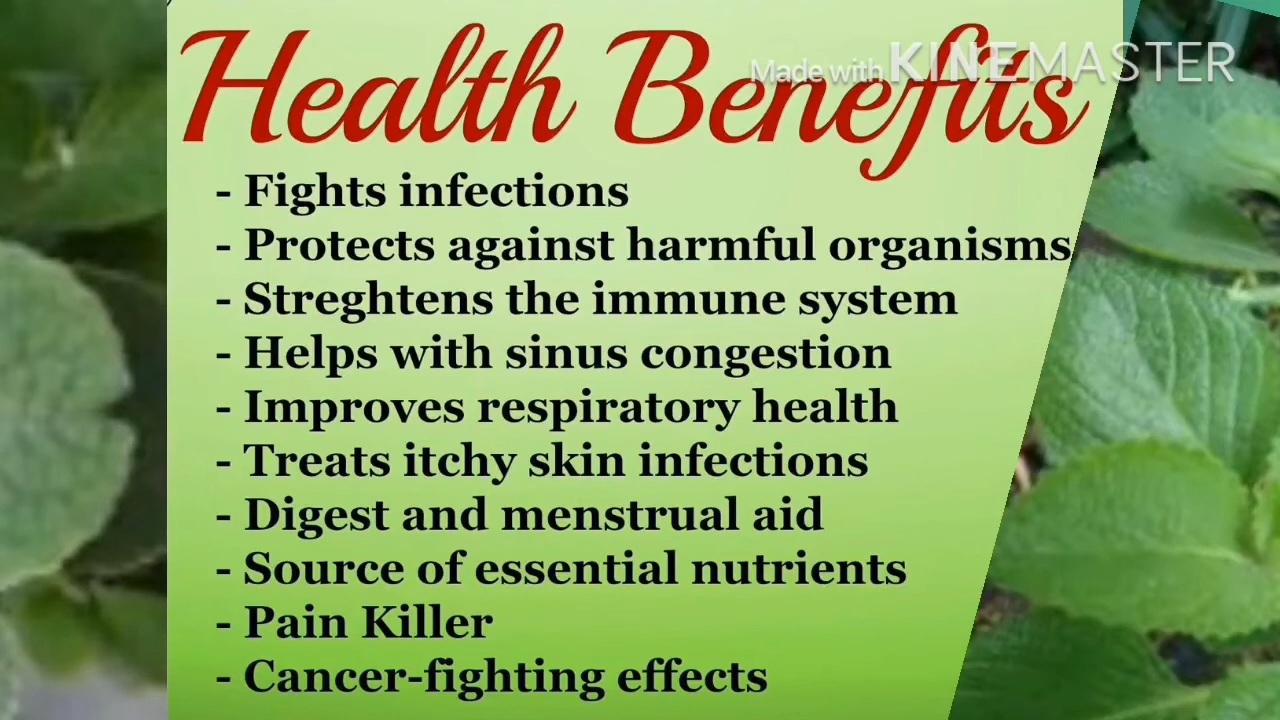 Health Benefits
Made with KINEMASTER
- Fights infections
- Protects against harmful organisms
- Streghtens the immune system
- Helps with sinus congestion
- Improves respiratory health
- Treats itchy skin infections
- Digest and menstrual aid
- Source of essential nutrients
- Pain Killer
- Cancer-fighting effects